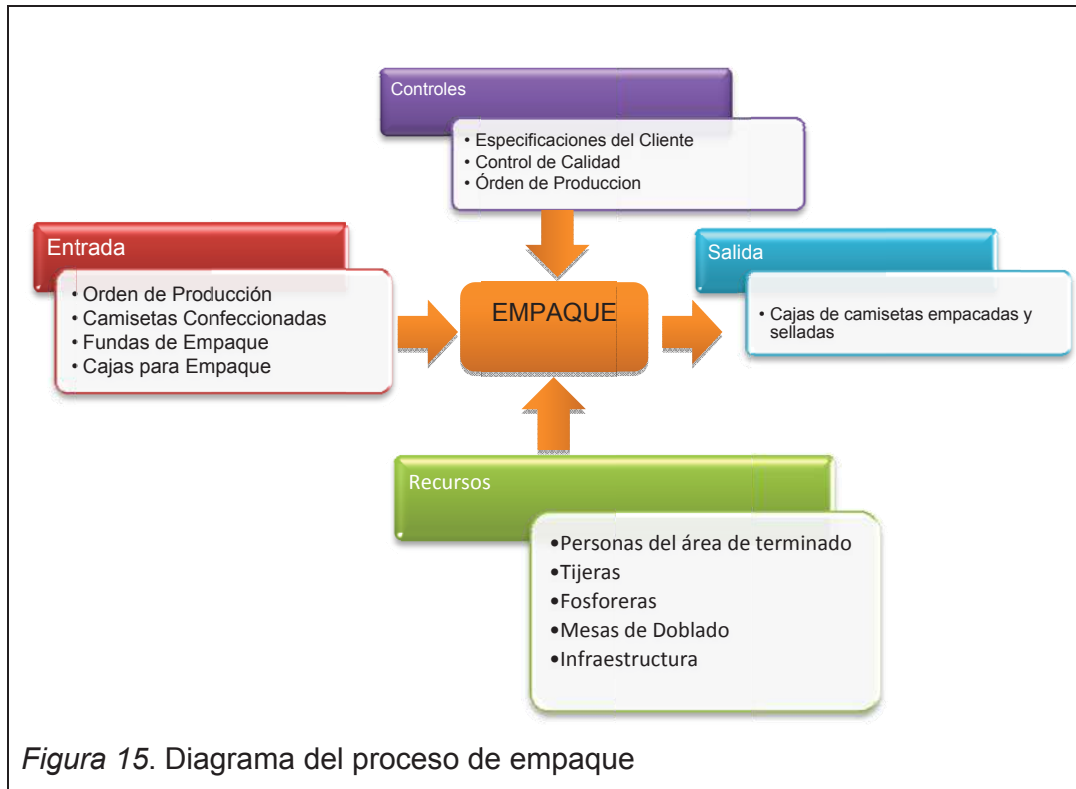 Controles
• Especificaciones del Cliente
• Control de Calidad
• Órden de Produccion
Entrada
• Orden de Producción
• Camisetas Confeccionadas
• Fundas de Empaque
• Cajas para Empaque
EMPAQUE
Salida
• Cajas de camisetas empacadas y
selladas
Recursos
•Personas del área de terminado
•Tijeras
•Fosforeras
•Mesas de Doblado
•Infraestructura
Figura 15. Diagrama del proceso de empaque